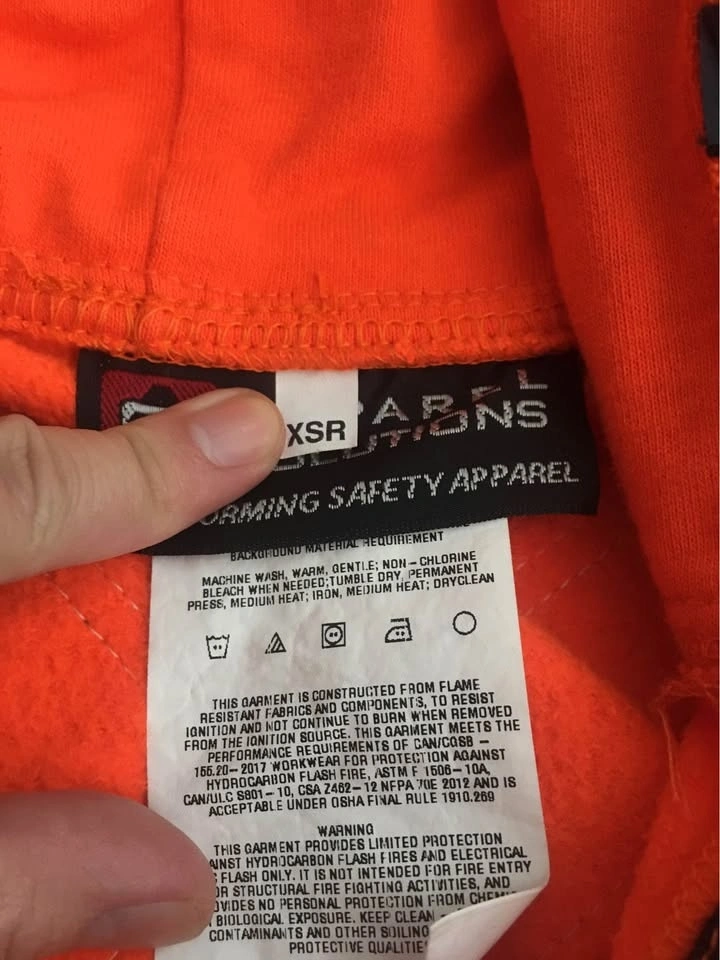 XSR
SAFETY APPAREL
BACKGROUND MATERIAL REQUIREMENT
MACHINE WASH, WARM, GENTLE; NON-CHLORINE
BLEACH WHEN NEEDED; TUMBLE DRY, PERMANENT
PRESS, MEDIUM HEAT; IRON, MEDIUM HEAT; DRYCLEAN
THIS GARMENT IS CONSTRUCTED FROM FLAME
RESISTANT FABRICS AND COMPONENTS, TO RESIST
IGNITION AND NOT CONTINUE TO BURN WHEN REMOVED
FROM THE IGNITION SOURCE. THIS GARMENT MEETS THE
PERFORMANCE REQUIREMENTS OF CAN/CGSB -
155.20-2017 WORKWEAR FOR PROTECTION AGAINST
HYDROCARBON FLASH FIRE, ASTM F 1506-10A,
CAN/ULC S801-10, CSA Z462-12 NFPA 70E 2012 AND IS
ACCEPTABLE UNDER OSHA FINAL RULE 1910.269
WARNING
THIS GARMENT PROVIDES LIMITED PROTECTION
AINST HYDROCARBON FLASH FIRES AND ELECTRICAL
FLASH ONLY. IT IS NOT INTENDED FOR FIRE ENTRY
OR STRUCTURAL FIRE FIGHTING ACTIVITIES, AND
OVIDES NO PERSONAL PROTECTION FROM CHEM
BIOLOGICAL EXPOSURE. KEEP CLEAN -
CONTAMINANTS AND OTHER SOILING
PROTECTIVE QUALITIE